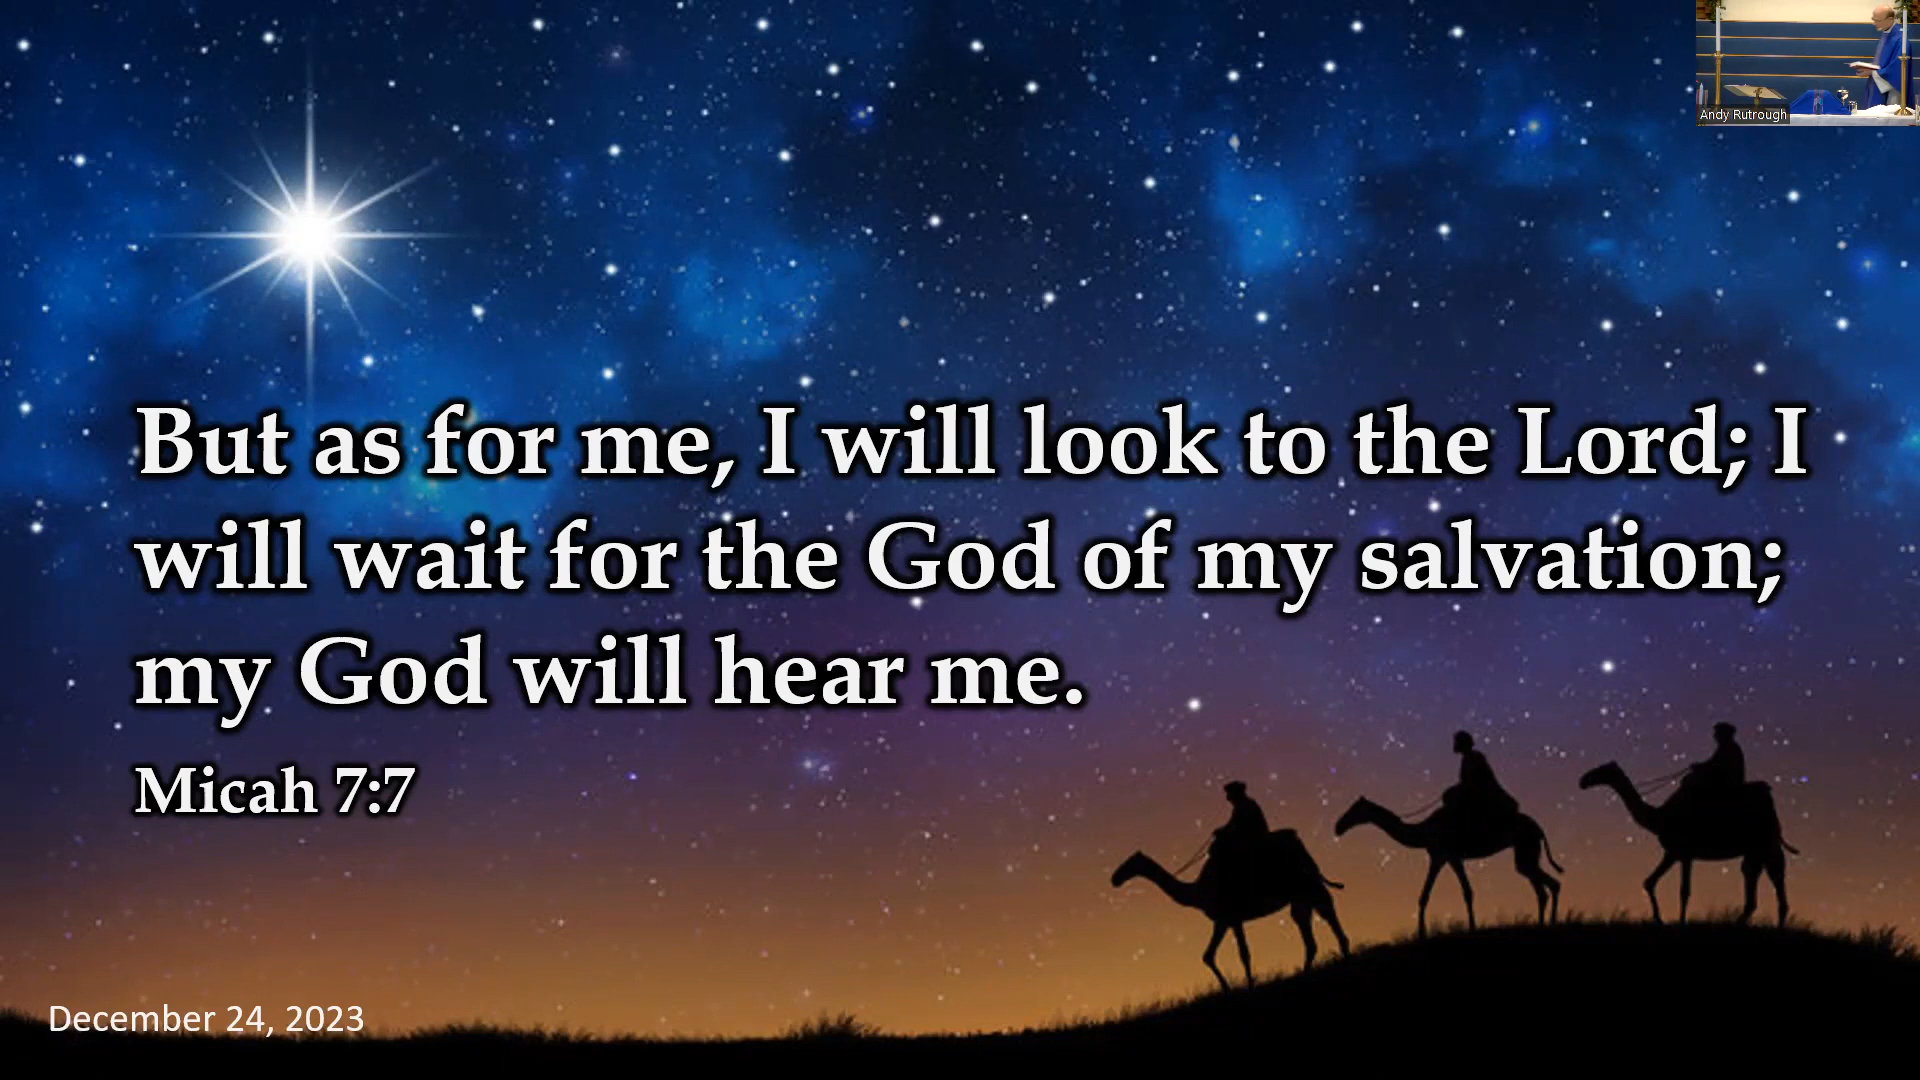 Andy Rutrough
But as for me, I will look to the Lord; I
will wait for the God of my salvation;
my God will hear me.
Micah 7:7
December 24, 2023